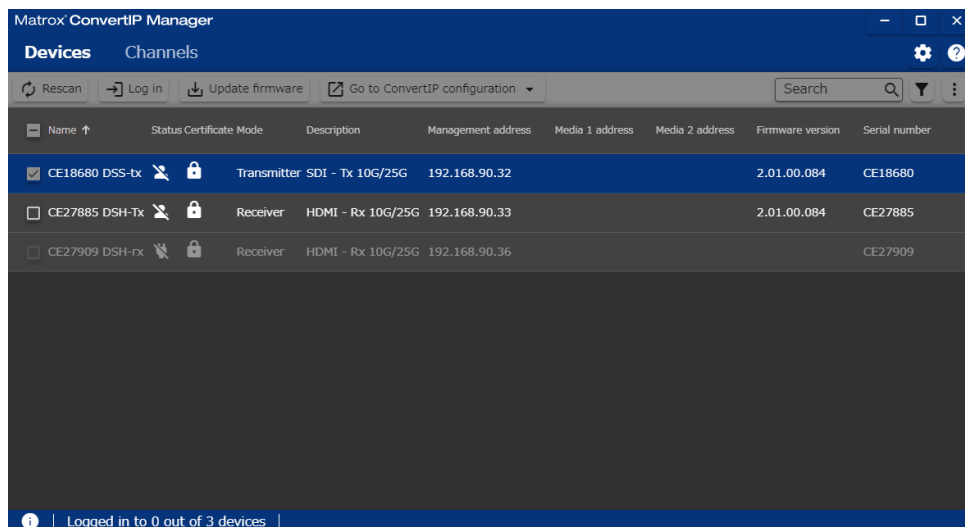 Matrox® ConvertIP Manager
Devices Channels
Rescan Log in Update firmware Go to ConvertIP configuration Search
Name Status Certificate Mode Description Management address Media 1 address Media 2 address Firmware version Serial number
CE18680 DSS-tx Transmitter SDI - Tx 10G/25G 192.168.90.32 2.01.00.084 CE18680
CE27885 DSH-Tx Receiver HDMI - Rx 10G/25G 192.168.90.33 2.01.00.084 CE27885
CE27909 DSH-rx Receiver HDMI - Rx 10G/25G 192.168.90.36 CE27909
Logged in to 0 out of 3 devices